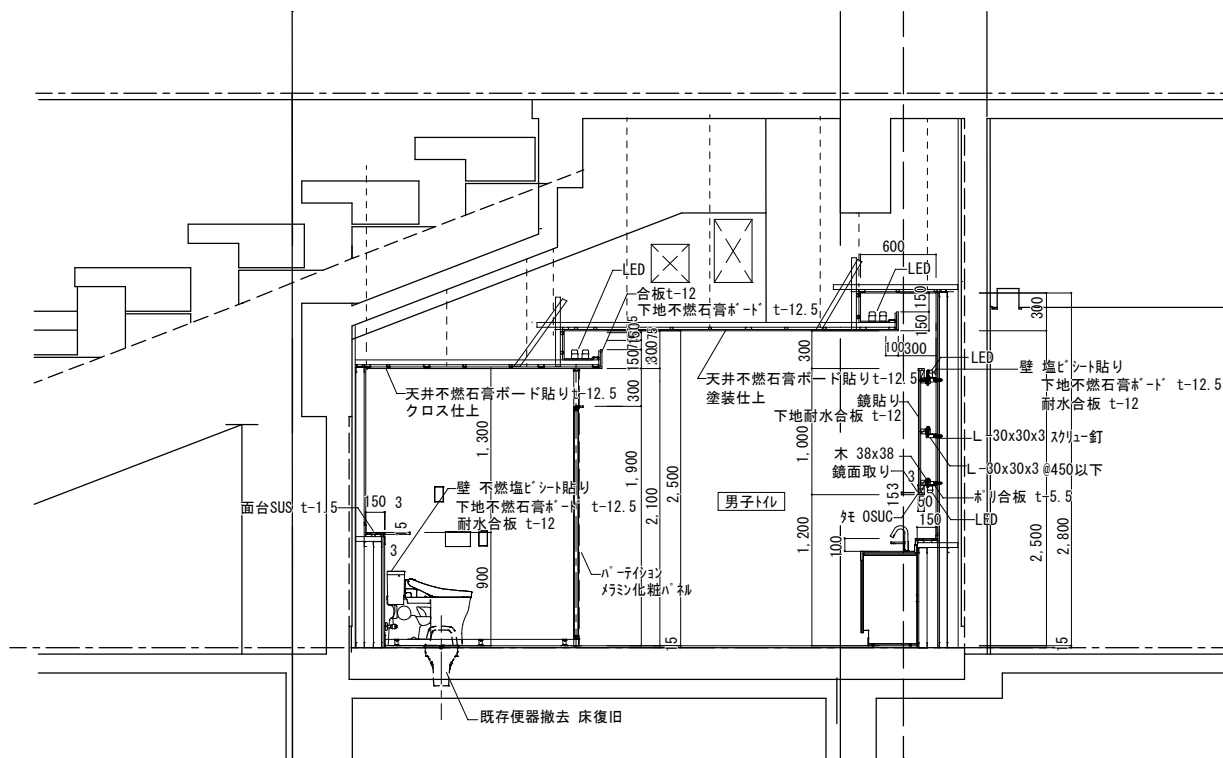 600
LED
LED
150
合板t-12
下地不燃石膏ﾎﾞｰﾄﾞ t-12.5
300
150
100
300
300
300
LED
天井不燃石膏ボード貼りt-12.5
クロス仕上
天井不燃石膏ボード貼りt-12.5
塗装仕上
壁 塩ﾋﾞｼｰﾄ貼り
下地不燃石膏ﾎﾞｰﾄﾞ t-12.5
耐水合板 t-12
鏡貼り
下地耐水合板 t-12
1,300
1,900
2,100
2,500
1,000
L-30x30x3 ｽｸﾘｭｰ釘
木 38x38
L-30x30x3 @450以下
鏡面取り
3
壁 不燃塩ﾋﾞｼｰﾄ貼り
下地不燃石膏ﾎﾞｰﾄﾞ t-12.5
耐水合板 t-12
150 3
面台SUS t-1.5
男子ﾄｲﾚ
ﾎﾟﾘ合板 t-5.5
ﾀﾓ OSUC
LED
150
1,200
100
2,500
2,800
3
900
ﾊﾟｰﾃｲｼｮﾝ
ﾒﾗﾐﾝ化粧ﾊﾟﾈﾙ
15
15
既存便器撤去 床復旧